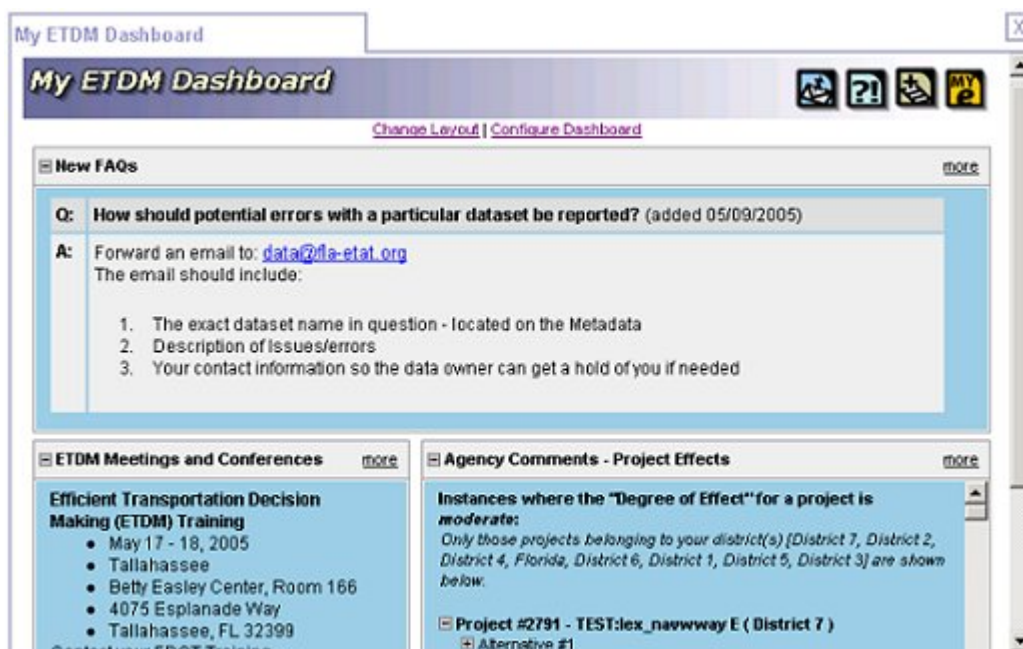 My ETDM Dashboard
X
My ETDM Dashboard
?! MY e
Change Layout | Configure Dashboard
New FAQs more
Q: How should potential errors with a particular dataset be reported? (added 05/09/2005)
A: Forward an email to: data@fla-etat.org
The email should include:
1. The exact dataset name in question - located on the Metadata
2. Description of Issues/errors
3. Your contact information so the data owner can get a hold of you if needed
ETDM Meetings and Conferences more
Efficient Transportation Decision
Making (ETDM) Training
• May 17 - 18, 2005
• Tallahassee
• Betty Easley Center, Room 166
• 4075 Esplanade Way
• Tallahassee, FL 32399
Agency Comments - Project Effects more
Instances where the "Degree of Effect" for a project is
moderate:
Only those projects belonging to your district(s) [District 7, District 2,
District 4, Florida, District 6, District 1, District 5, District 3] are shown
below.
Project #2791 - TEST:lex_navwway E ( District 7 )
Alternative #1